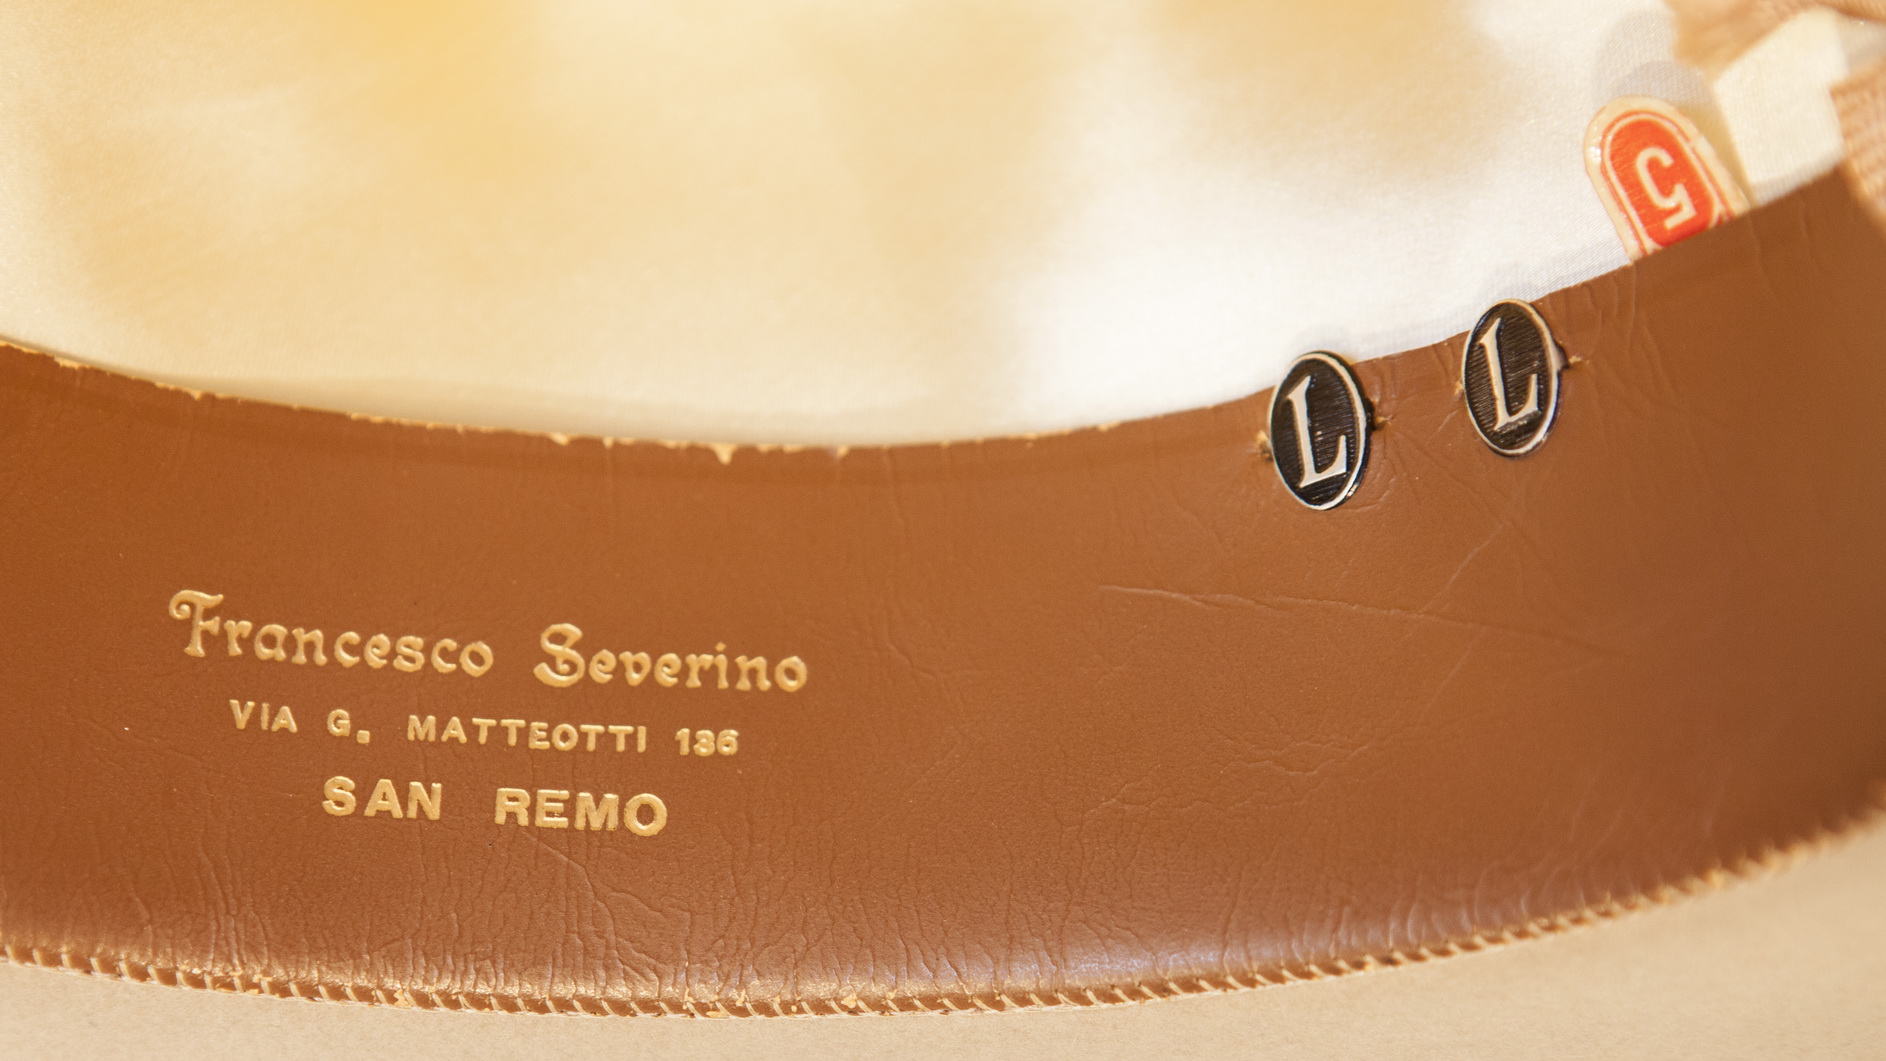 5
L L
Francesco Severino
VIA G. MATTEOTTI 136
SAN REMO